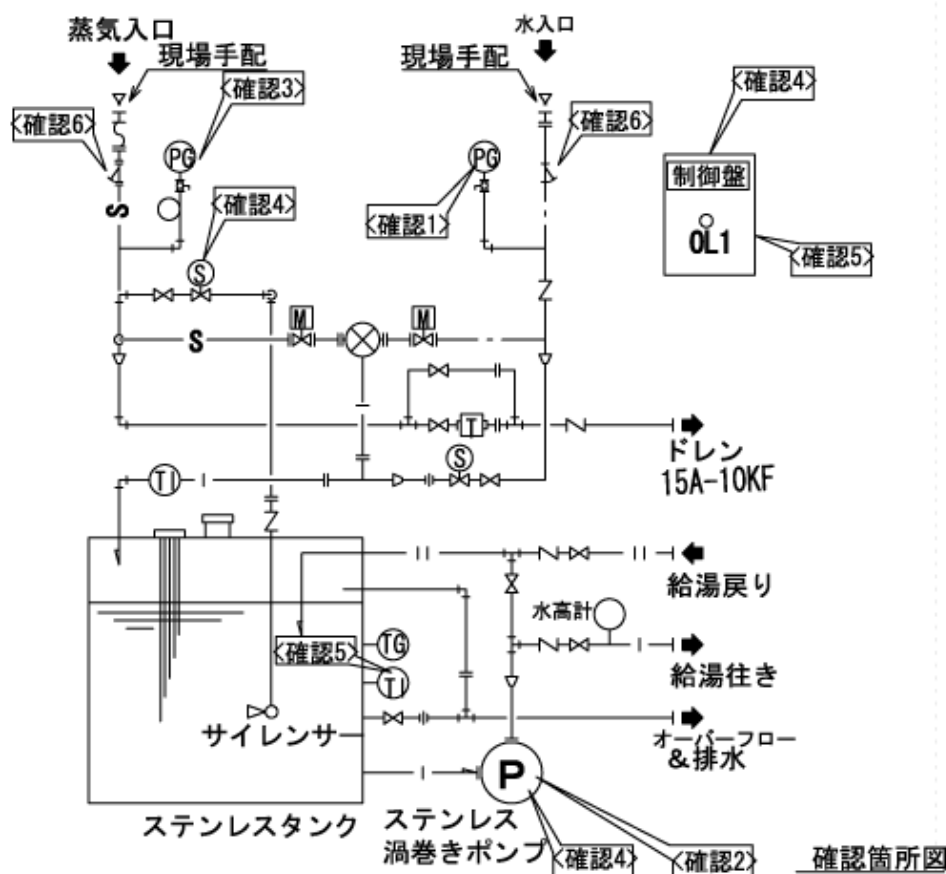 蒸気入口
水入口
現場手配
現場手配
<確認3>
<確認4>
<確認6>
<確認6>
PG
PG
制御盤
S
<確認4>
<確認1>
OL1
<確認5>
S
M
M
S
T
S
ドレン
15A-10KF
TI
給湯戻り
水高計
<確認5>
TG
TI
給湯往き
サイレンサ
オーバーフロー
&排水
P
ステンレスタンク
ステンレス
渦巻きポンプ
<確認4>
<確認2>
確認箇所図